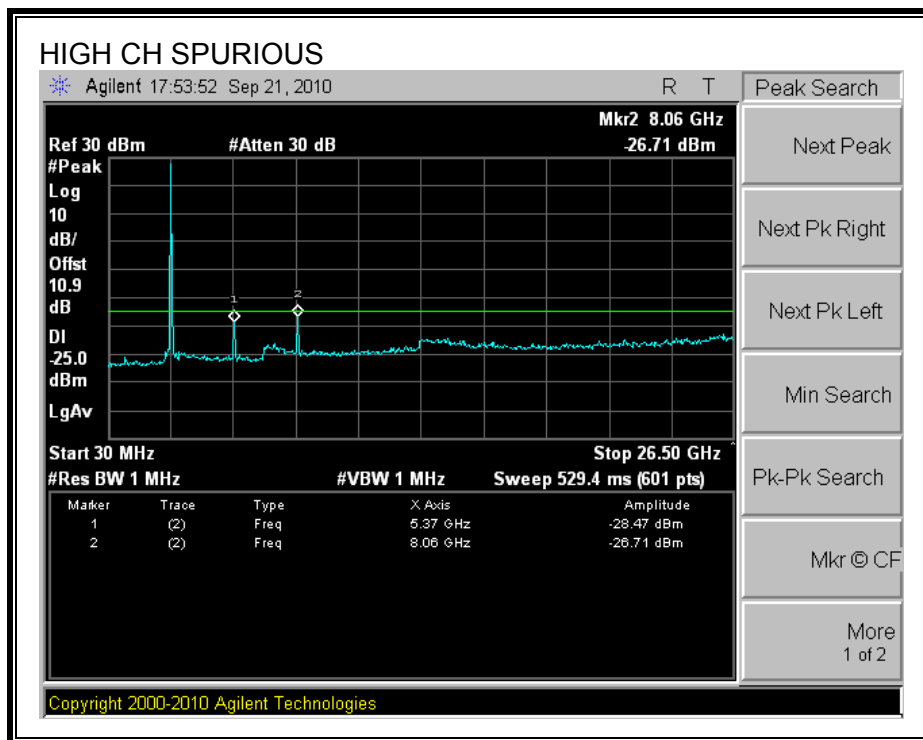 HIGH CH SPURIOUS
Agilent 17:53:52 Sep 21, 2010 R T
Peak Search
Mkr2 8.06 GHz
Ref 30 dBm #Atten 30 dB -26.71 dBm
#Peak
Log
10
dB/
Offst
10.9
dB
DI
-25.0
dBm
LgAv
1
2
Start 30 MHz Stop 26.50 GHz
#Res BW 1 MHz #VBW 1 MHz Sweep 529.4 ms (601 pts)
Marker Trace Type X Axis Amplitude
1 (2) Freq 5.37 GHz -28.47 dBm
2 (2) Freq 8.06 GHz -26.71 dBm
Next Peak
Next Pk Right
Next Pk Left
Min Search
Pk-Pk Search
Mkr © CF
More
1 of 2
Copyright 2000-2010 Agilent Technologies